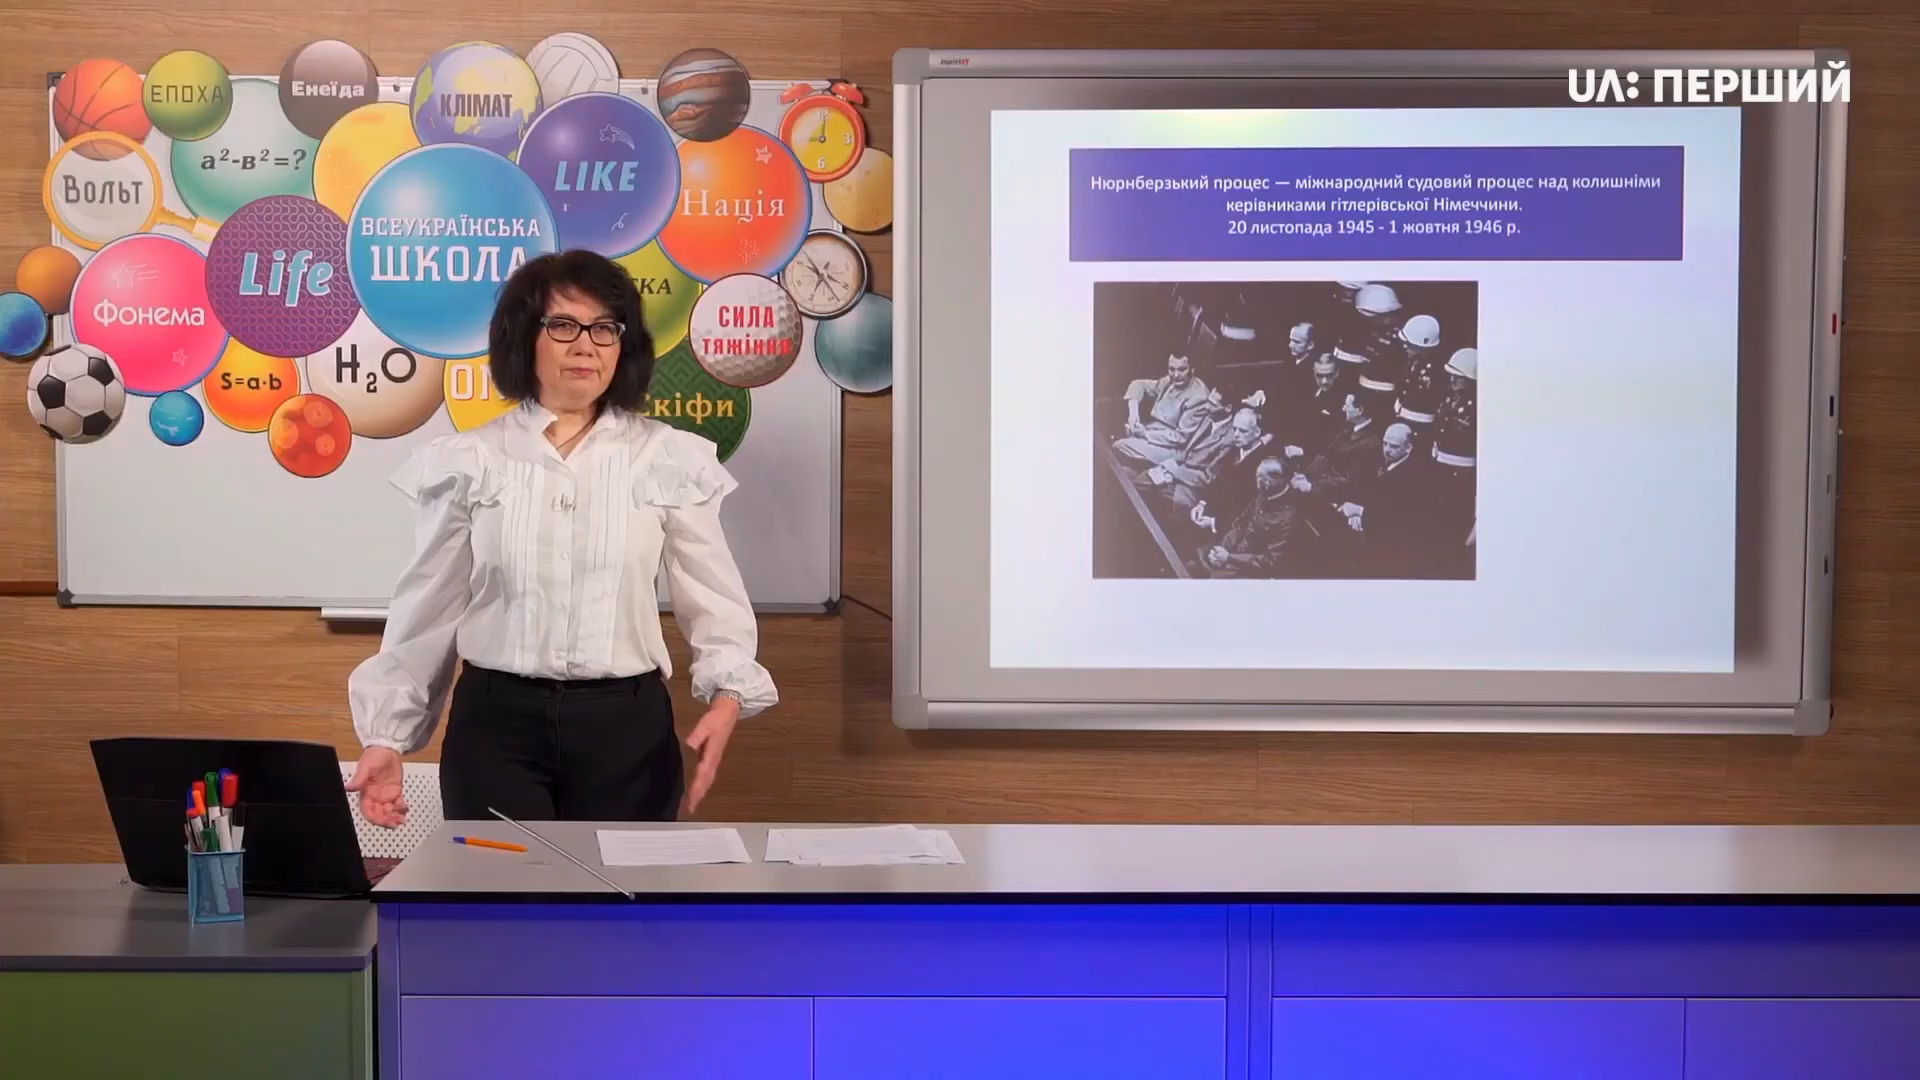 UA: ПЕРШИЙ
ЕПОХА
Енеїда
КЛІМАТ
а²-в²=?
Вольт
LIKE
Нація
ВСЕУКРАЇНСЬКА
ШКОЛА
Life
Фонема
СИЛА
тяжіння
H₂O
S=a·b
Скіфи
Нюрнберзький процес — міжнародний судовий процес над колишніми
керівниками гітлерівської Німеччини.
20 листопада 1945 - 1 жовтня 1946 р.